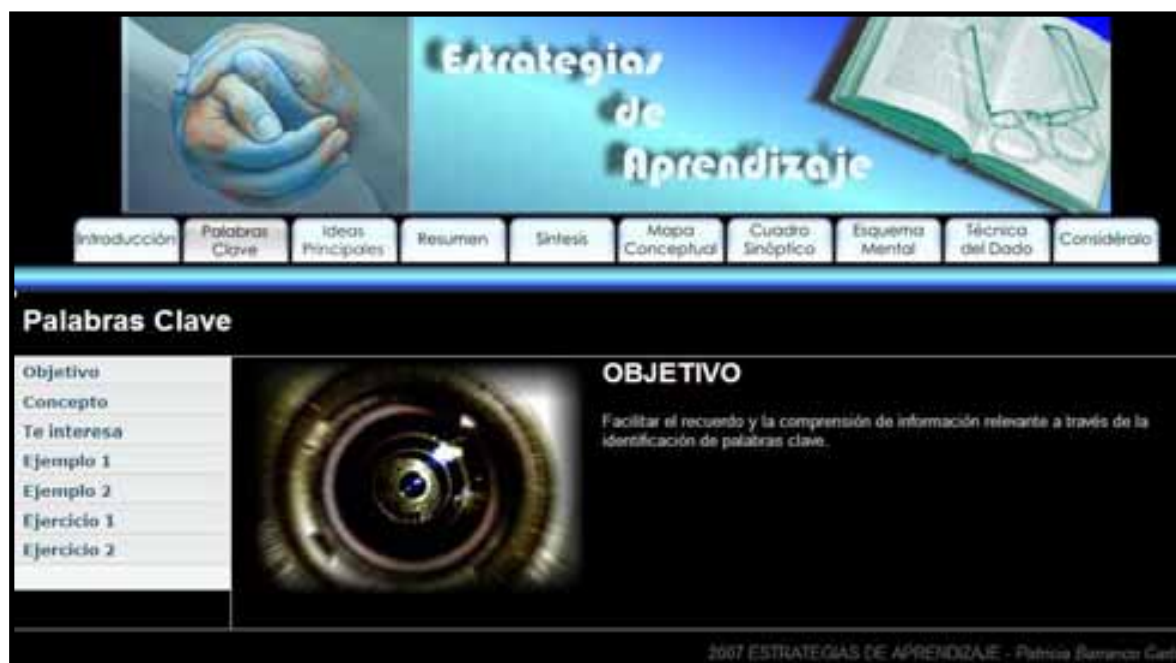 Estrategias
de
Aprendizaje
Introducción
Palabras
Clave
Ideas
Principales
Resumen
Síntesis
Mapa
Conceptual
Cuadro
Sinóptico
Esquema
Mental
Técnica
del Dado
Considéralo
Palabras Clave
Objetivo
Concepto
Te interesa
Ejemplo 1
Ejemplo 2
Ejercicio 1
Ejercicio 2
OBJETIVO
Facilitar el recuerdo y la comprensión de información relevante a través de la
identificación de palabras clave.
2007 ESTRATEGIAS DE APRENDIZAJE - Patricia Barranco